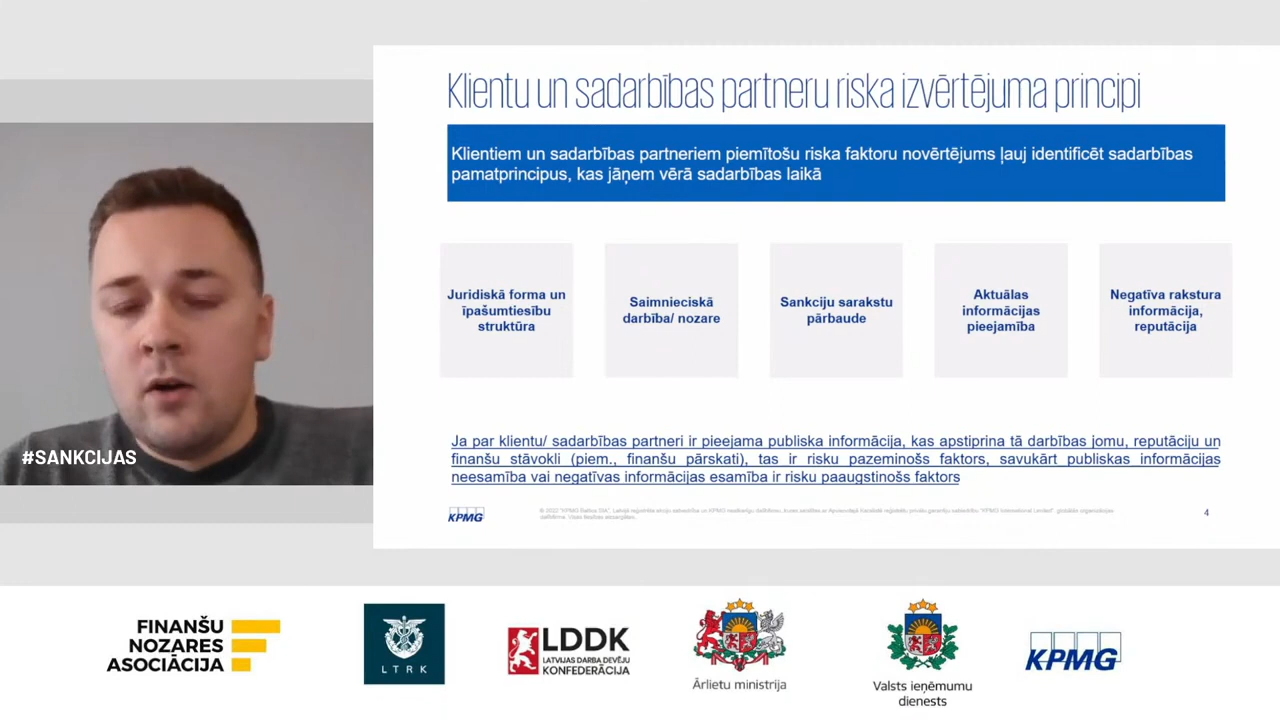 Klientu un sadarbības partneru riska izvērtējuma principi
Klientiem un sadarbības partneriem piemītošu riska faktoru novērtējums ļauj identificēt sadarbības
pamatprincipus, kas jāņem vērā sadarbības laikā
Juridiskā forma un
īpašumtiesību
struktūra
Saimnieciskā
darbība/ nozare
Sankciju sarakstu
pārbaude
Aktuālas
informācijas
pieejamība
Negatīva rakstura
informācija,
reputācija
#SANKCIJAS
Ja par klientu/ sadarbības partneri ir pieejama publiska informācija, kas apstiprina tā darbības jomu, reputāciju un
finanšu stāvokli (piem., finanšu pārskati), tas ir risku pazeminošs faktors, savukārt publiskas informācijas
neesamība vai negatīvas informācijas esamība ir risku paaugstinošs faktors
KPMG
4
FINANŠU
NOZARES
ASOCIĀCIJA
LTRK
LDDK
LATVIJAS DARBA DEVĒJU
KONFEDERĀCIJA
Ārlietu ministrija
Valsts ieņēmumu
dienests
KPMG